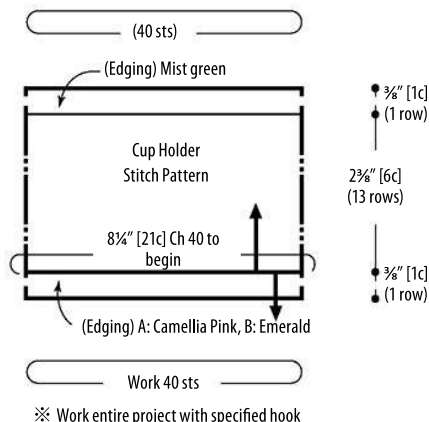 (40 sts)
(Edging) Mist green
⅜" [1c]
(1 row)
Cup Holder
Stitch Pattern
2⅜" [6c]
(13 rows)
8¼" [21c] Ch 40 to
begin
⅜" [1c]
(1 row)
(Edging) A: Camellia Pink, B: Emerald
Work 40 sts
※ Work entire project with specified hook